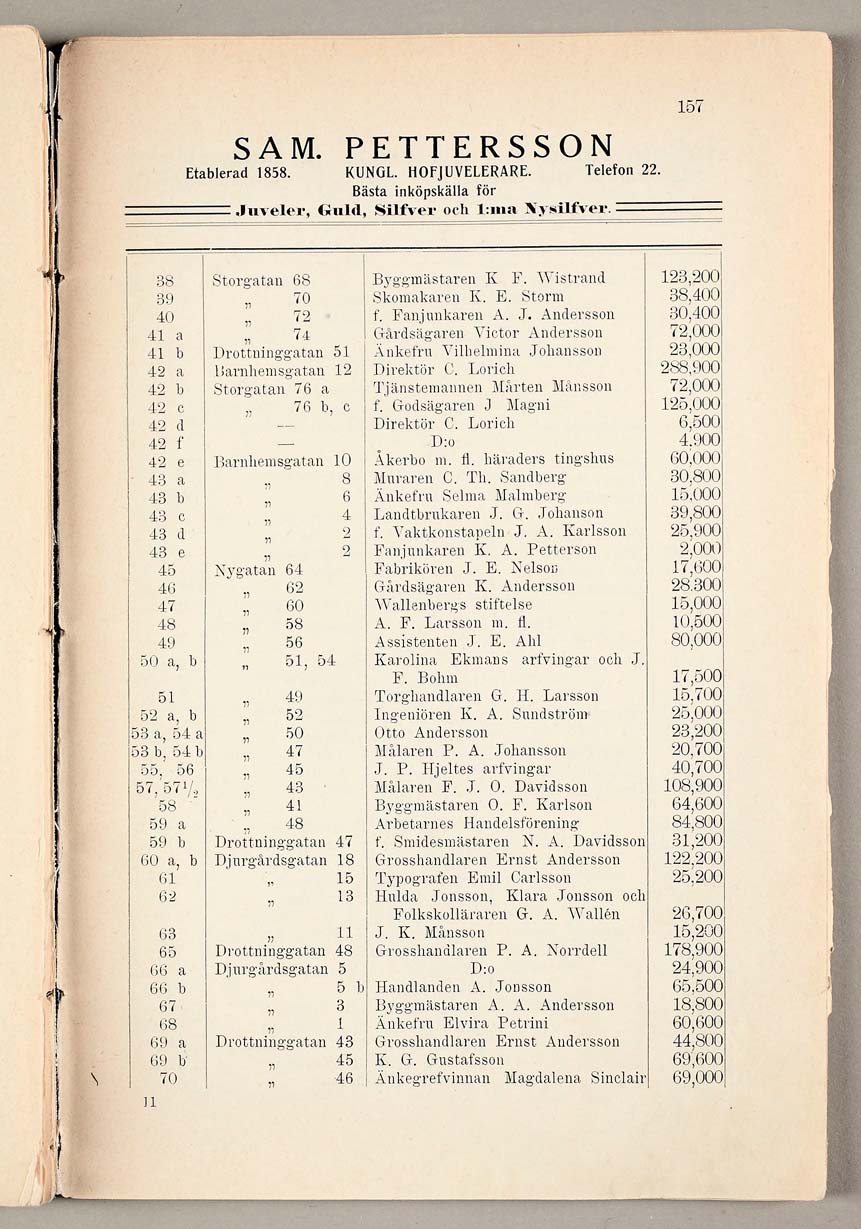 157
SAM. PETTERSSON
Etablerad 1858. KUNGL. HOFJUVELERARE. Telefon 22.
Bästa inköpskälla för
Juveler, Guld, Silfver och 1:ma Nysilfver.
38 Storgatan 68 Byggmästaren K F. Wistrand 123,200
39 „ 70 Skomakaren K. E. Storm 38,400
40 „ 72 f. Fanjunkaren A. J. Andersson 30,400
41 a „ 74 Gårdsägaren Victor Andersson 72,000
41 b Drottninggatan 51 Änkefru Vilhelmina Johansson 23,000
42 a Barnhemsgatan 12 Direktör C. Lorich 288,900
42 b Storgatan 76 a Tjänstemannen Mårten Månsson 72,000
42 c „ 76 b, c f. Godsägaren J Magni 125,000
42 d — Direktör C. Lorich 6,500
42 f — D:o 4,900
42 e Barnhemsgatan 10 Åkerbo m. fl. häraders tingshus 60,000
43 a „ 8 Muraren C. Th. Sandberg 30,800
43 b „ 6 Änkefru Selma Malmberg 15,000
43 c „ 4 Landtbrukaren J. G. Johanson 39,800
43 d „ 2 f. Vaktkonstapeln J. A. Karlsson 25,900
43 e „ 2 Fanjunkaren K. A. Petterson 2,000
45 Nygatan 64 Fabrikören J. E. Nelson 17,600
46 „ 62 Gårdsägaren K. Andersson 28,300
47 „ 60 Wallenbergs stiftelse 15,000
48 „ 58 A. F. Larsson m. fl. 10,500
49 „ 56 Assistenten J. E. Ahl 80,000
50 a, b „ 51, 54 Karolina Ekmans arfvingar och J.
F. Bohm 17,500
51 „ 49 Torghandlaren G. H. Larsson 15,700
52 a, b „ 52 Ingeniören K. A. Sundström 25,000
53 a, 54 a „ 50 Otto Andersson 23,200
53 b, 54 b „ 47 Målaren P. A. Johansson 20,700
55, 56 „ 45 J. P. Hjeltes arfvingar 40,700
57, 57½ „ 43 Målaren F. J. O. Davidsson 108,900
58 „ 41 Byggmästaren O. F. Karlson 64,600
59 a „ 48 Arbetarnes Handelsförening 84,800
59 b Drottninggatan 47 f. Smidesmästaren N. A. Davidsson 31,200
60 a, b Djurgårdsgatan 18 Grosshandlaren Ernst Andersson 122,200
61 „ 15 Typografen Emil Carlsson 25,200
62 „ 13 Hulda Jonsson, Klara Jonsson och
Folkskolläraren G. A. Wallén 26,700
63 „ 11 J. K. Månsson 15,200
65 Drottninggatan 48 Grosshandlaren P. A. Norrdell 178,900
66 a Djurgårdsgatan 5 D:o 24,900
66 b „ 5 b Handlanden A. Jonsson 65,500
67 „ 3 Byggmästaren A. A. Andersson 18,800
68 „ 1 Änkefru Elvira Petrini 60,600
69 a Drottninggatan 43 Grosshandlaren Ernst Andersson 44,800
69 b „ 45 K. G. Gustafsson 69,600
70 „ 46 Änkegrefvinnan Magdalena Sinclair 69,000
11